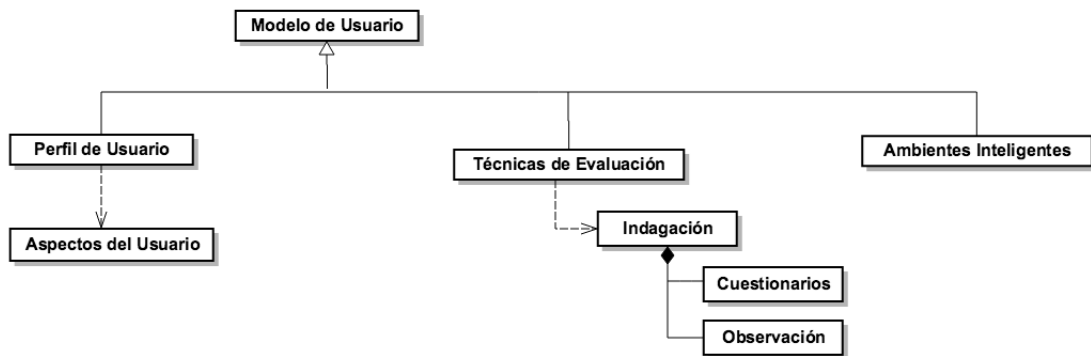 Modelo de Usuario
Perfil de Usuario
Técnicas de Evaluación
Ambientes Inteligentes
Aspectos del Usuario
Indagación
Cuestionarios
Observación